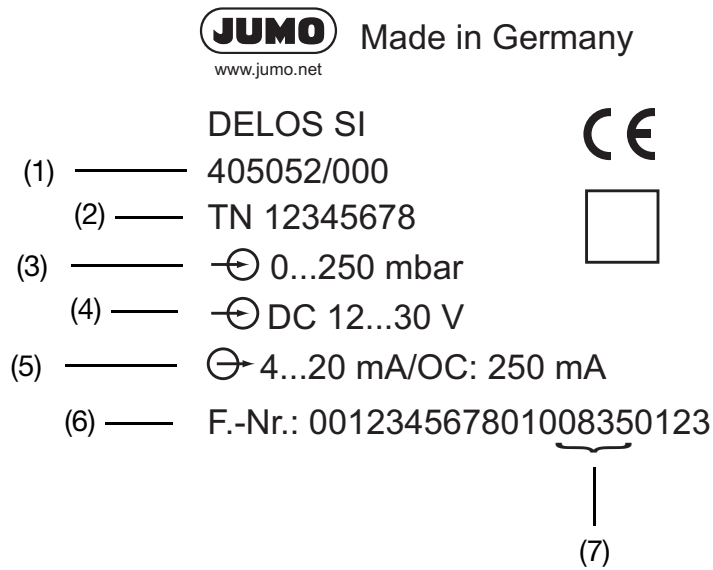 JUMO Made in Germany
www.jumo.net
DELOS SI CE
(1) 405052/000
(2) TN 12345678
(3) 0...250 mbar
(4) DC 12...30 V
(5) 4...20 mA/OC: 250 mA
(6) F.-Nr.: 001234567801008350123
(7)